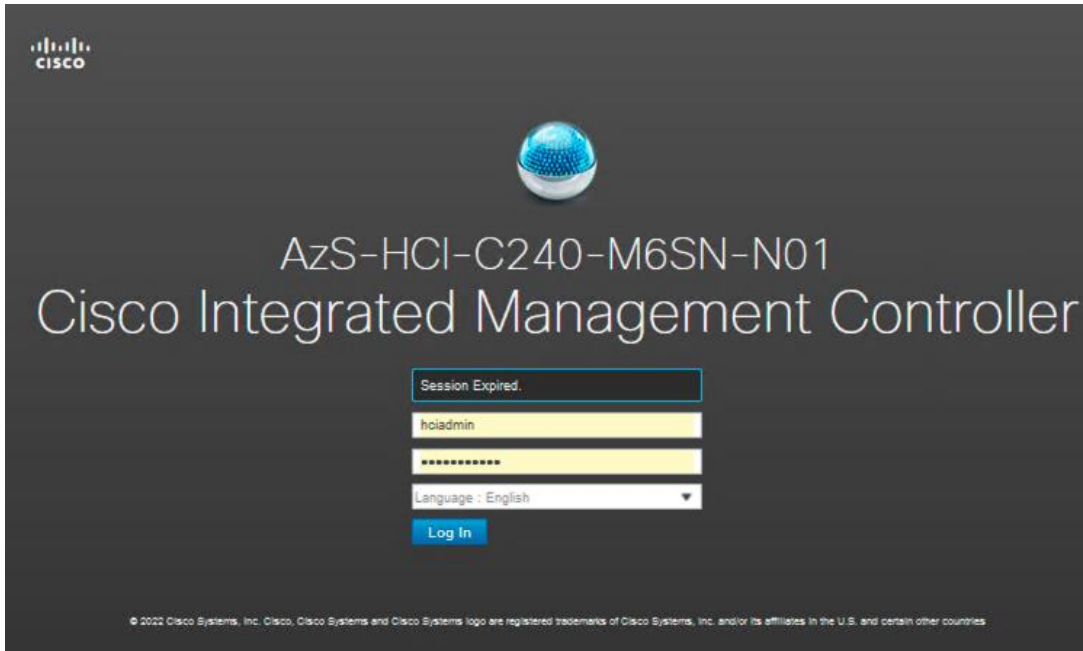 CISCO
AzS-HCI-C240-M6SN-N01
Cisco Integrated Management Controller
Session Expired.
hciadmin
•••••••••••
Language : English
Log In
© 2022 Cisco Systems, Inc. Cisco, Cisco Systems and Cisco Systems logo are registered trademarks of Cisco Systems, Inc. and/or its affiliates in the U.S. and certain other countries